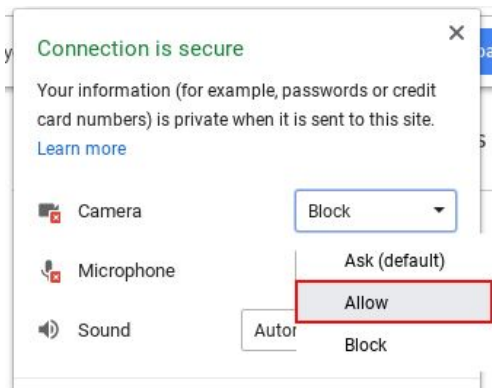 Connection is secure
Your information (for example, passwords or credit
card numbers) is private when it is sent to this site.
Learn more
Camera
Block
Ask (default)
Microphone
Allow
Sound
Block